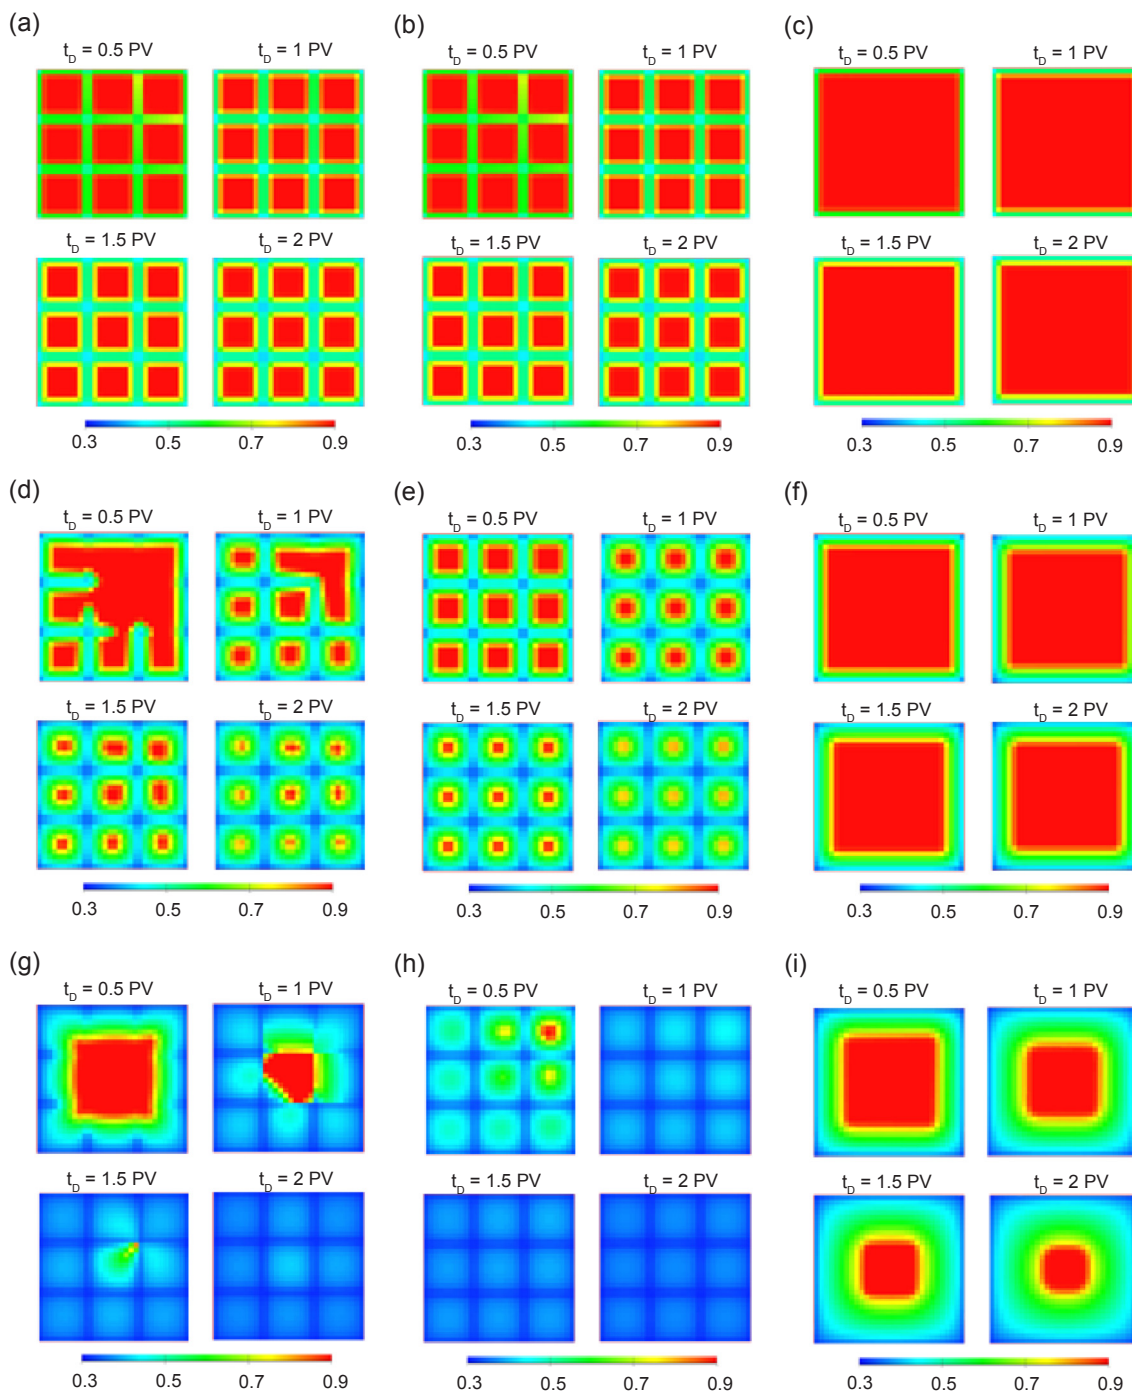 (a) (b) (c)
t_D = 0.5 PV t_D = 1 PV t_D = 0.5 PV t_D = 1 PV t_D = 0.5 PV t_D = 1 PV
t_D = 1.5 PV t_D = 2 PV t_D = 1.5 PV t_D = 2 PV t_D = 1.5 PV t_D = 2 PV
0.3 0.5 0.7 0.9 0.3 0.5 0.7 0.9 0.3 0.5 0.7 0.9
(d) (e) (f)
t_D = 0.5 PV t_D = 1 PV t_D = 0.5 PV t_D = 1 PV t_D = 0.5 PV t_D = 1 PV
t_D = 1.5 PV t_D = 2 PV t_D = 1.5 PV t_D = 2 PV t_D = 1.5 PV t_D = 2 PV
0.3 0.5 0.7 0.9 0.3 0.5 0.7 0.9 0.3 0.5 0.7 0.9
(g) (h) (i)
t_D = 0.5 PV t_D = 1 PV t_D = 0.5 PV t_D = 1 PV t_D = 0.5 PV t_D = 1 PV
t_D = 1.5 PV t_D = 2 PV t_D = 1.5 PV t_D = 2 PV t_D = 1.5 PV t_D = 2 PV
0.3 0.5 0.7 0.9 0.3 0.5 0.7 0.9 0.3 0.5 0.7 0.9